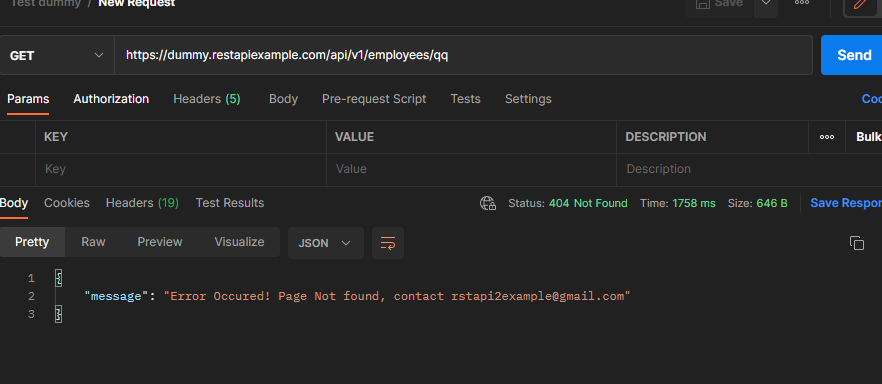 Test dummy / New Request
Save
GET https://dummy.restapiexample.com/api/v1/employees/qq Send
Params Authorization Headers (5) Body Pre-request Script Tests Settings Coo
KEY VALUE DESCRIPTION Bulk
Key Value Description
Body Cookies Headers (19) Test Results Status: 404 Not Found Time: 1758 ms Size: 646 B Save Respor
Pretty Raw Preview Visualize JSON
1 {
2 "message": "Error Occured! Page Not found, contact rstapi2example@gmail.com"
3 }